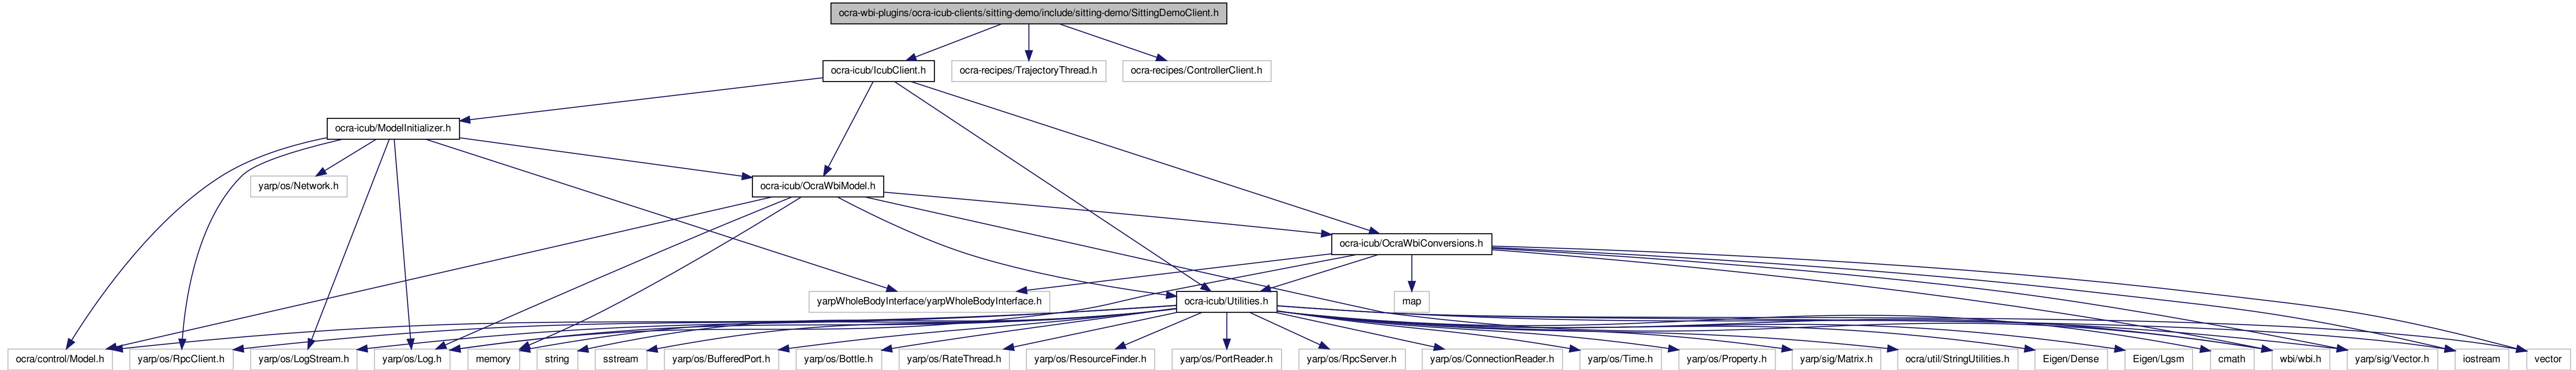 ocra-wbi-plugins/ocra-icub-clients/sitting-demo/include/sitting-demo/SittingDemoClient.h
ocra-icub/IcubClient.h
ocra-recipes/TrajectoryThread.h
ocra-recipes/ControllerClient.h
ocra-icub/ModelInitializer.h
yarp/os/Network.h
ocra-icub/OcraWbiModel.h
ocra-icub/OcraWbiConversions.h
yarpWholeBodyInterface/yarpWholeBodyInterface.h
ocra-icub/Utilities.h
map
ocra/control/Model.h
yarp/os/RpcClient.h
yarp/os/LogStream.h
yarp/os/Log.h
memory
string
sstream
yarp/os/BufferedPort.h
yarp/os/Bottle.h
yarp/os/RateThread.h
yarp/os/ResourceFinder.h
yarp/os/PortReader.h
yarp/os/RpcServer.h
yarp/os/ConnectionReader.h
yarp/os/Time.h
yarp/os/Property.h
yarp/sig/Matrix.h
ocra/util/StringUtilities.h
Eigen/Dense
Eigen/Lgsm
cmath
wbi/wbi.h
yarp/sig/Vector.h
iostream
vector